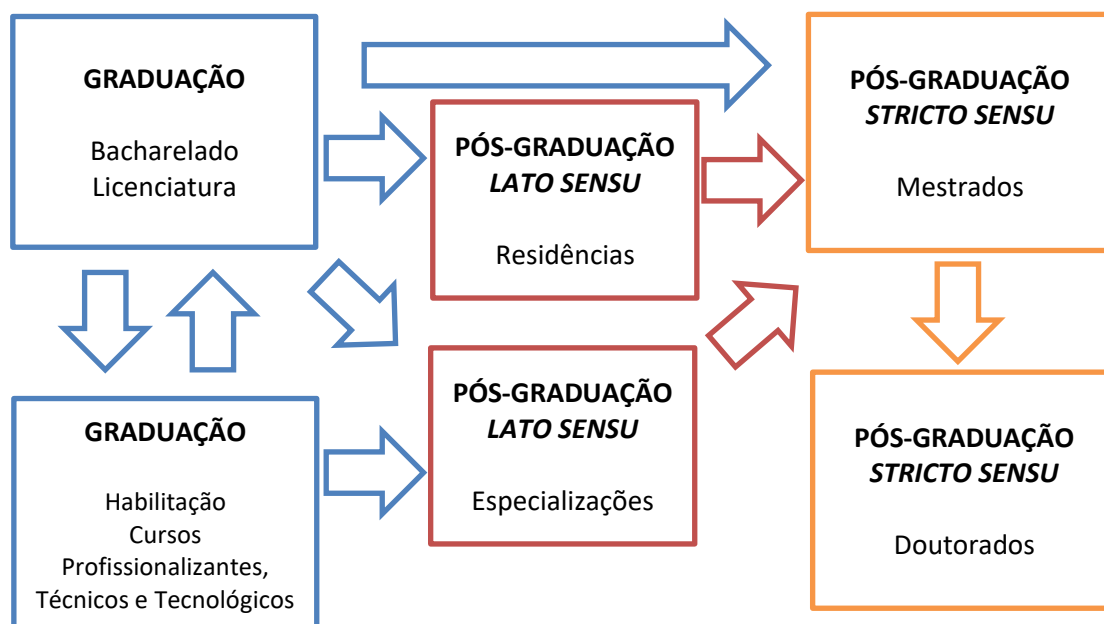 GRADUAÇÃO
Bacharelado
Licenciatura
PÓS-GRADUAÇÃO
LATO SENSU
Residências
PÓS-GRADUAÇÃO
STRICTO SENSU
Mestrados
GRADUAÇÃO
Habilitação
Cursos
Profissionalizantes,
Técnicos e Tecnológicos
PÓS-GRADUAÇÃO
LATO SENSU
Especializações
PÓS-GRADUAÇÃO
STRICTO SENSU
Doutorados